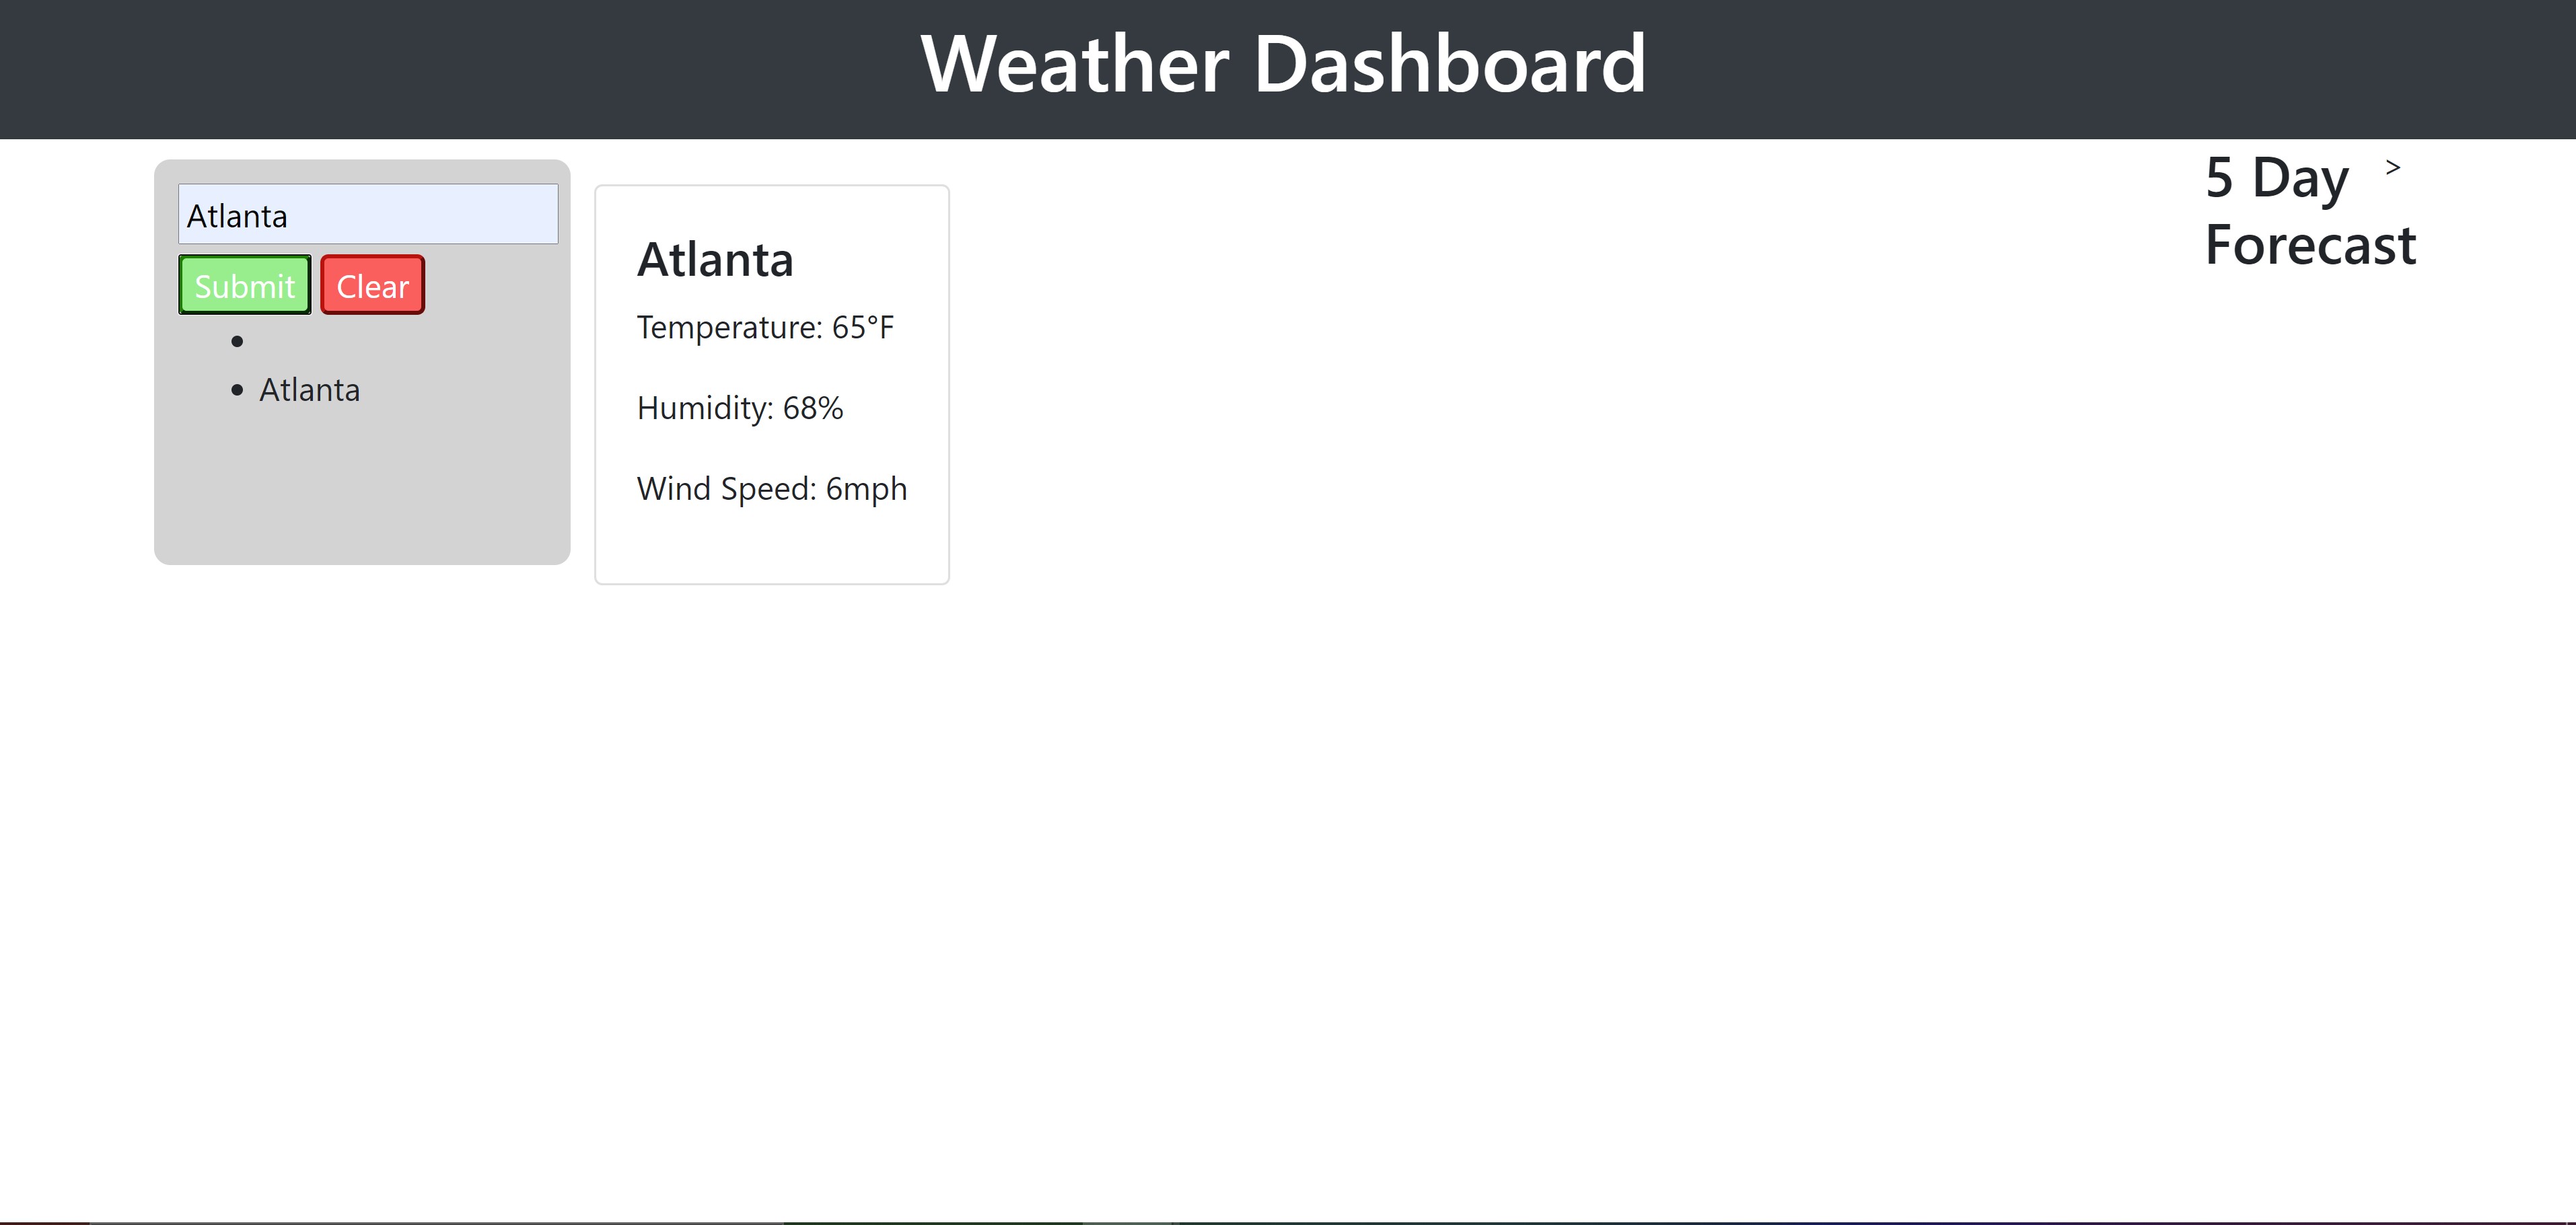 Weather Dashboard
Atlanta
Submit Clear
•
• Atlanta
Atlanta
Temperature: 65°F
Humidity: 68%
Wind Speed: 6mph
5 Day >
Forecast